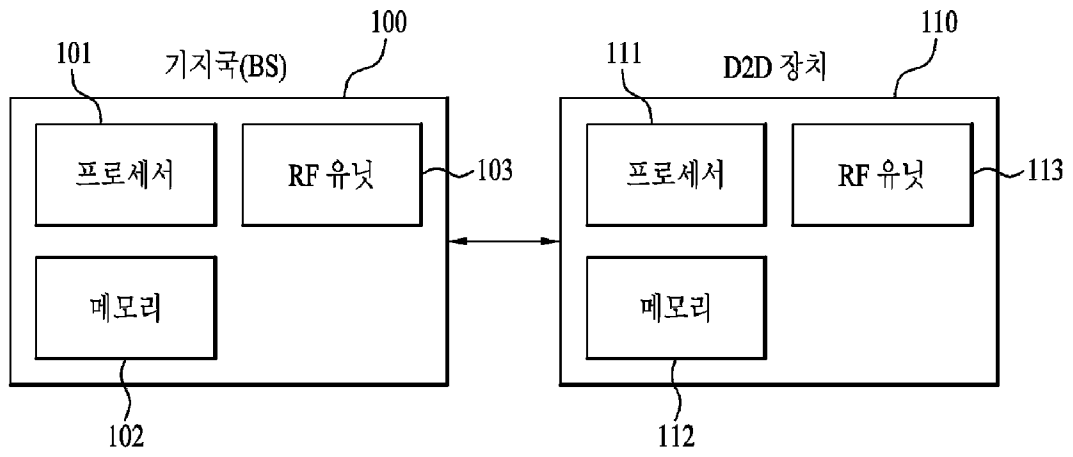 101
기지국(BS)
100
프로세서
RF 유닛
103
메모리
102
111
D2D 장치
110
프로세서
RF 유닛
113
메모리
112